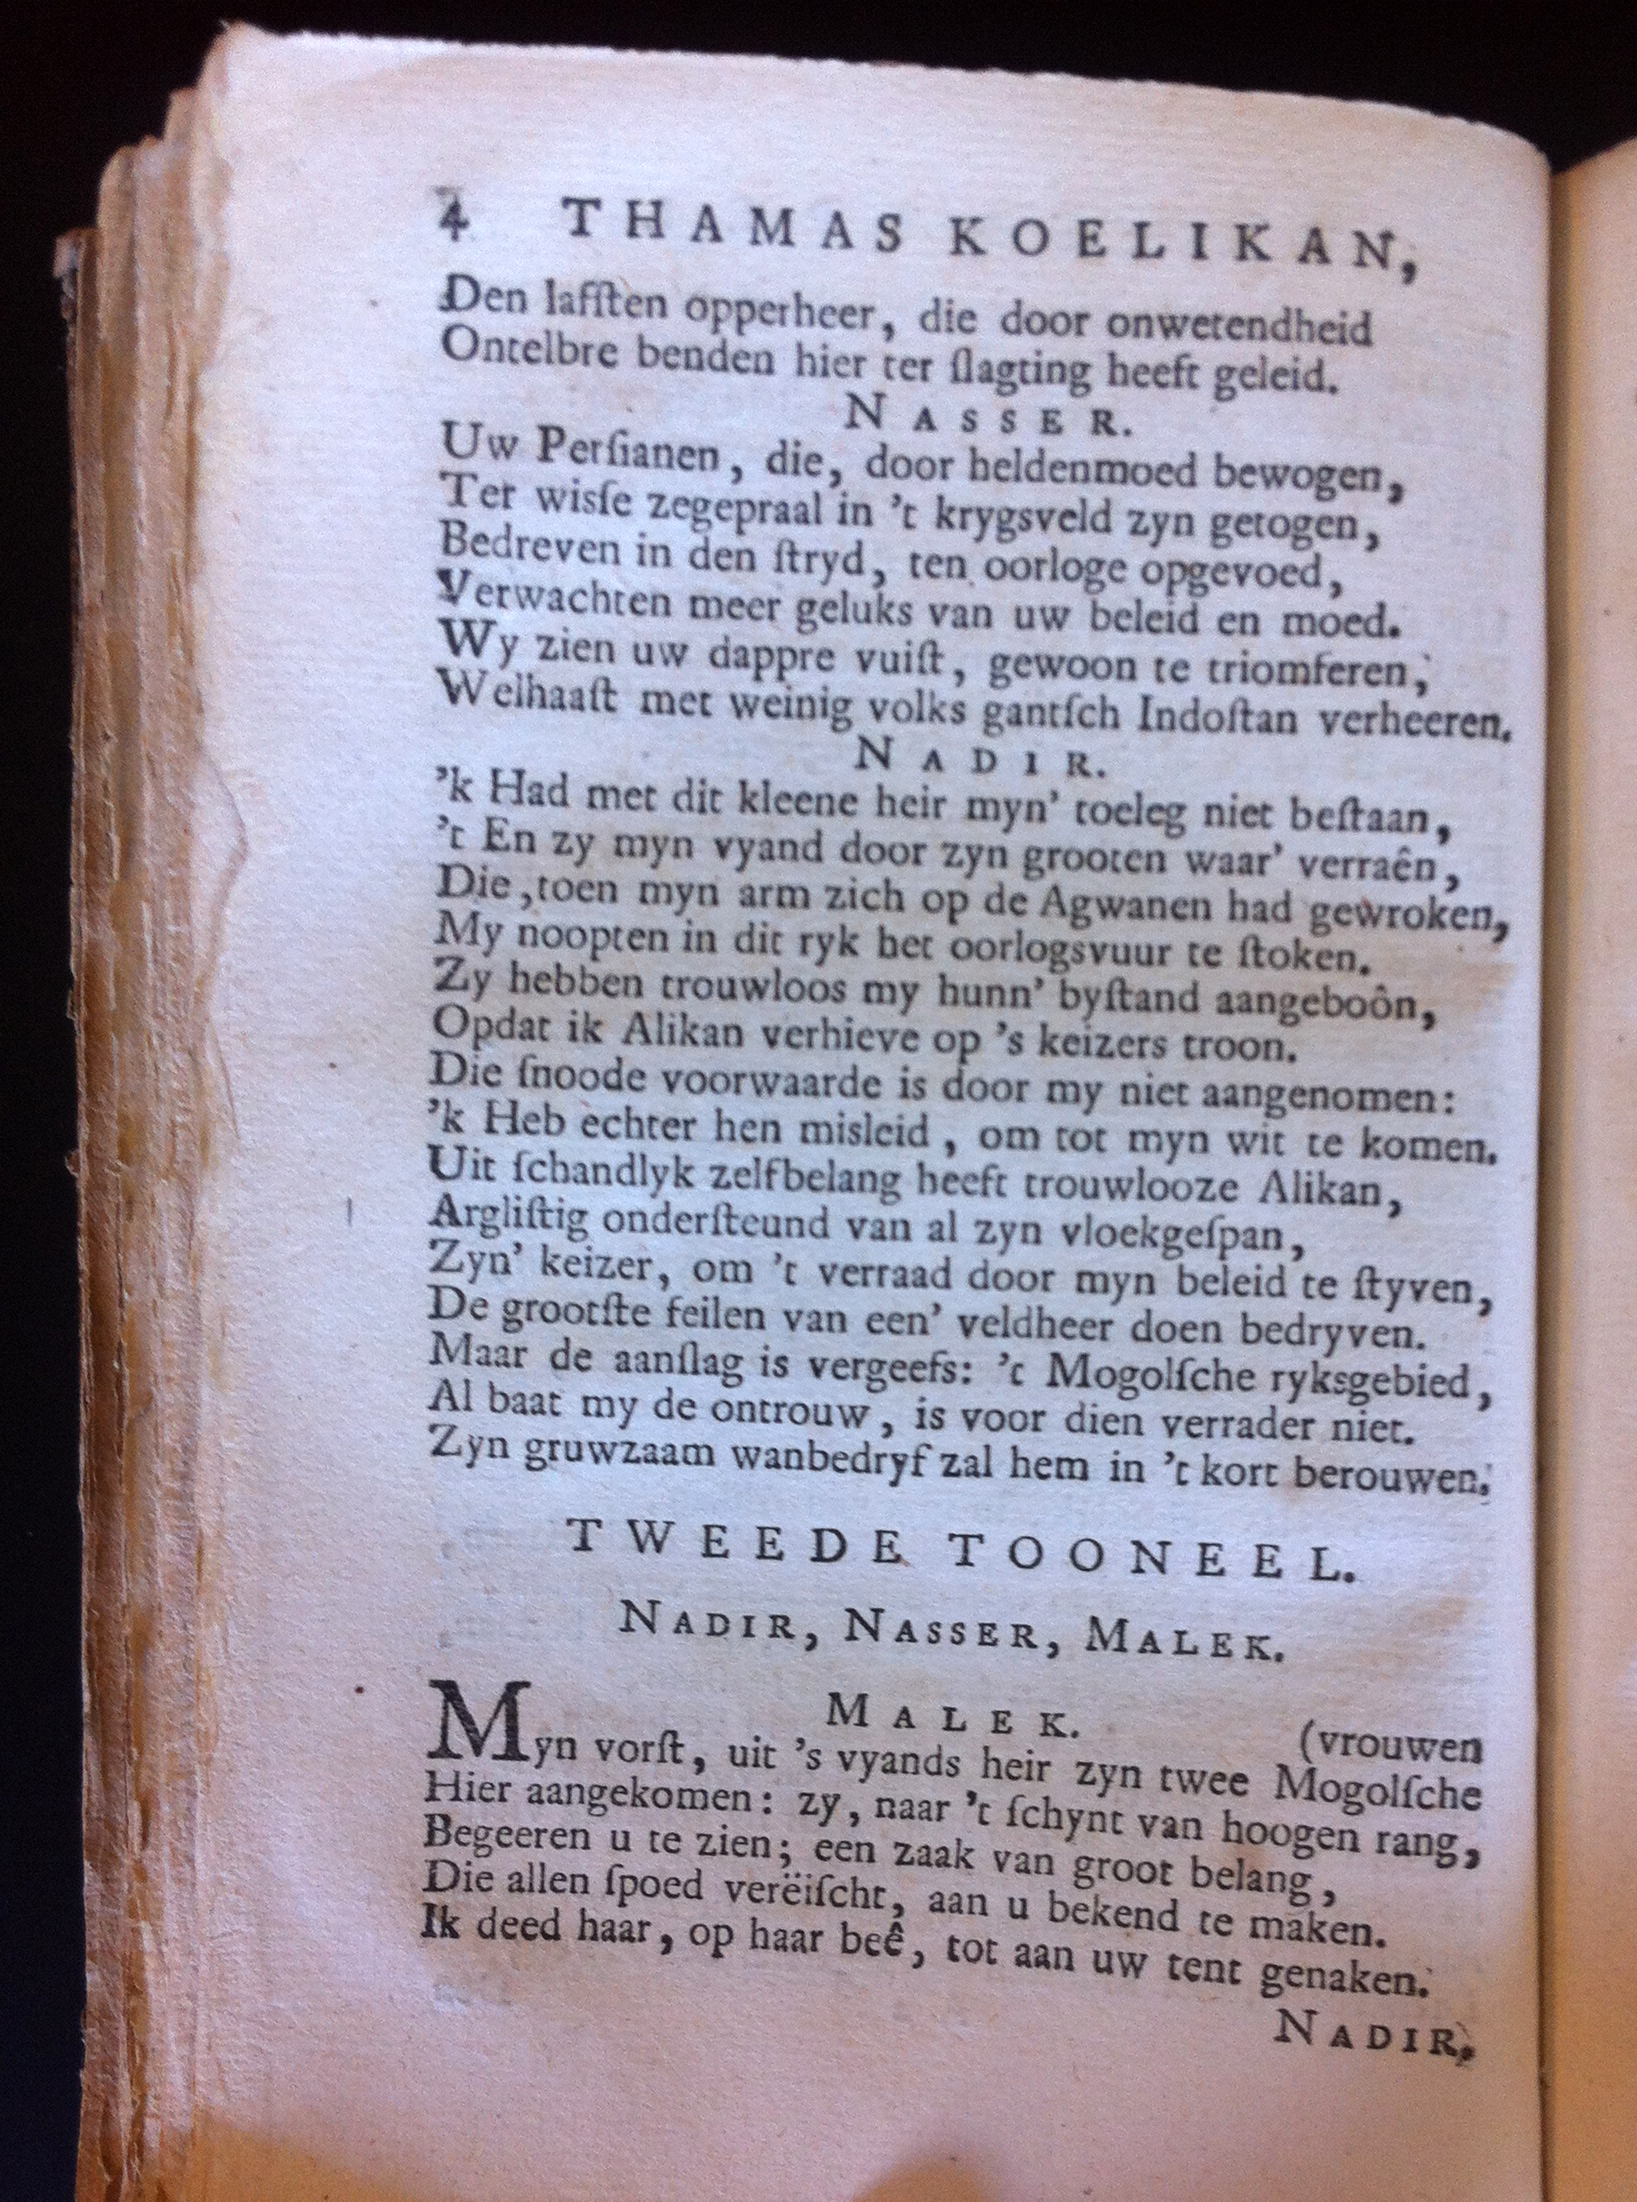 4 THAMAS KOELIKAN,
Den lafſten opperheer, die door onwetendheid
Ontelbre benden hier ter ſlagting heeft geleid.
NASSER.
Uw Perſianen, die, door heldenmoed bewogen,
Ter wisſe zegepraal in 't krygsveld zyn getogen,
Bedreven in den ſtryd, ten oorloge opgevoed,
Verwachten meer geluks van uw beleid en moed.
Wy zien uw dappre vuiſt, gewoon te triomferen,
Welhaaſt met weinig volks gantſch Indoſtan verheeren.
NADIR.
'k Had met dit kleene heir myn' toeleg niet beſtaan,
't En zy myn vyand door zyn grooten waar' verraên,
Die, toen myn arm zich op de Agwanen had gewroken,
My noopten in dit ryk het oorlogsvuur te ſtoken.
Zy hebben trouwloos my hunn' byſtand aangeboôn,
Opdat ik Alikan verhieve op 's keizers troon.
Die ſnoode voorwaarde is door my niet aangenomen:
'k Heb echter hen misleid, om tot myn wit te komen.
Uit ſchandlyk zelfbelang heeft trouwlooze Alikan,
Argliſtig onderſteund van al zyn vloekgeſpan,
Zyn' keizer, om 't verraad door myn beleid te ſtyven,
De grootſte feilen van een' veldheer doen bedryven.
Maar de aanſlag is vergeefs: 't Mogolſche ryksgebied,
Al baat my de ontrouw, is voor dien verrader niet.
Zyn gruwzaam wanbedryf zal hem in 't kort berouwen.
TWEEDE TOONEEL.
NADIR, NASSER, MALEK.
MALEK. (vrouwen
Myn vorſt, uit 's vyands heir zyn twee Mogolſche
Hier aangekomen: zy, naar 't ſchynt van hoogen rang,
Begeeren u te zien; een zaak van groot belang,
Die allen ſpoed verëiſcht, aan u bekend te maken.
Ik deed haar, op haar beê, tot aan uw tent genaken.
NADIR.